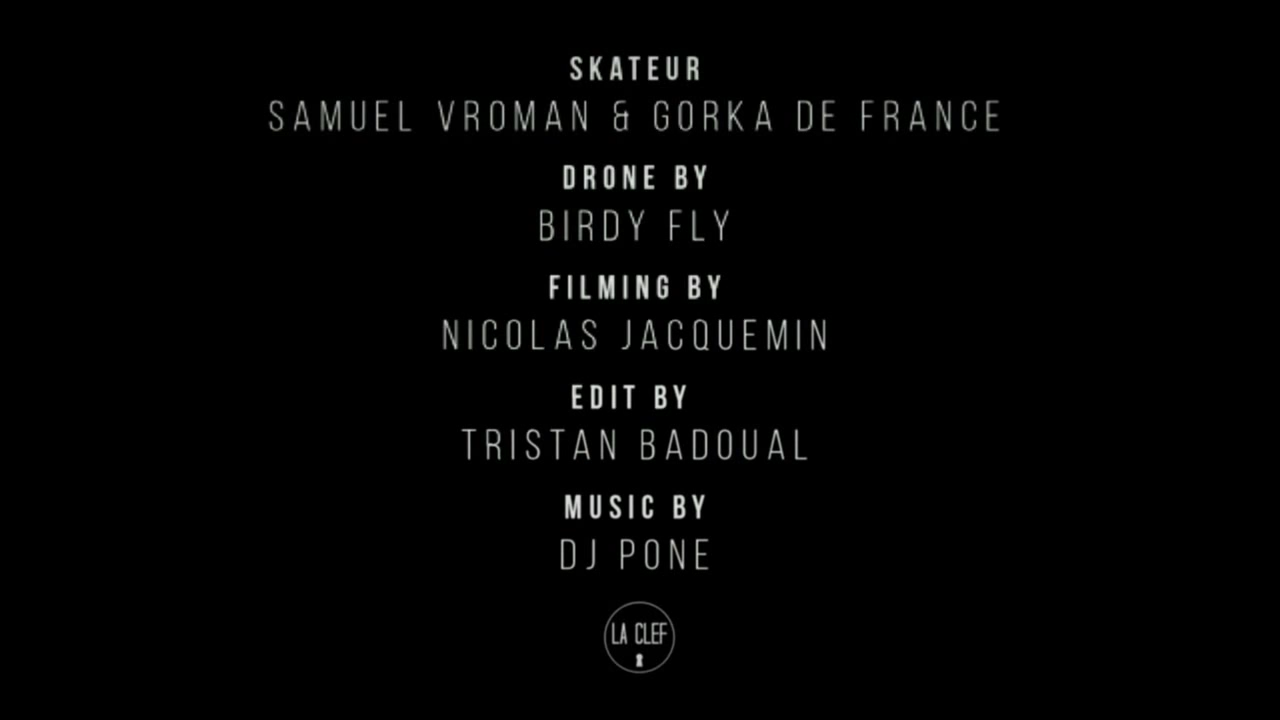 SKATEUR
SAMUEL VROMAN & GORKA DE FRANCE
DRONE BY
BIRDY FLY
FILMING BY
NICOLAS JACQUEMIN
EDIT BY
TRISTAN BADOUAL
MUSIC BY
DJ PONE
LA CLEF